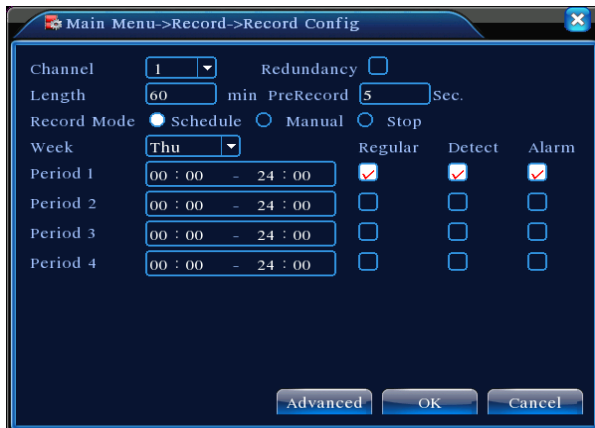 Main Menu->Record->Record Config
Channel 1 Redundancy
Length 60 min PreRecord 5 Sec.
Record Mode Schedule Manual Stop
Week Thu Regular Detect Alarm
Period 1 00 : 00 - 24 : 00
Period 2 00 : 00 - 24 : 00
Period 3 00 : 00 - 24 : 00
Period 4 00 : 00 - 24 : 00
Advanced OK Cancel